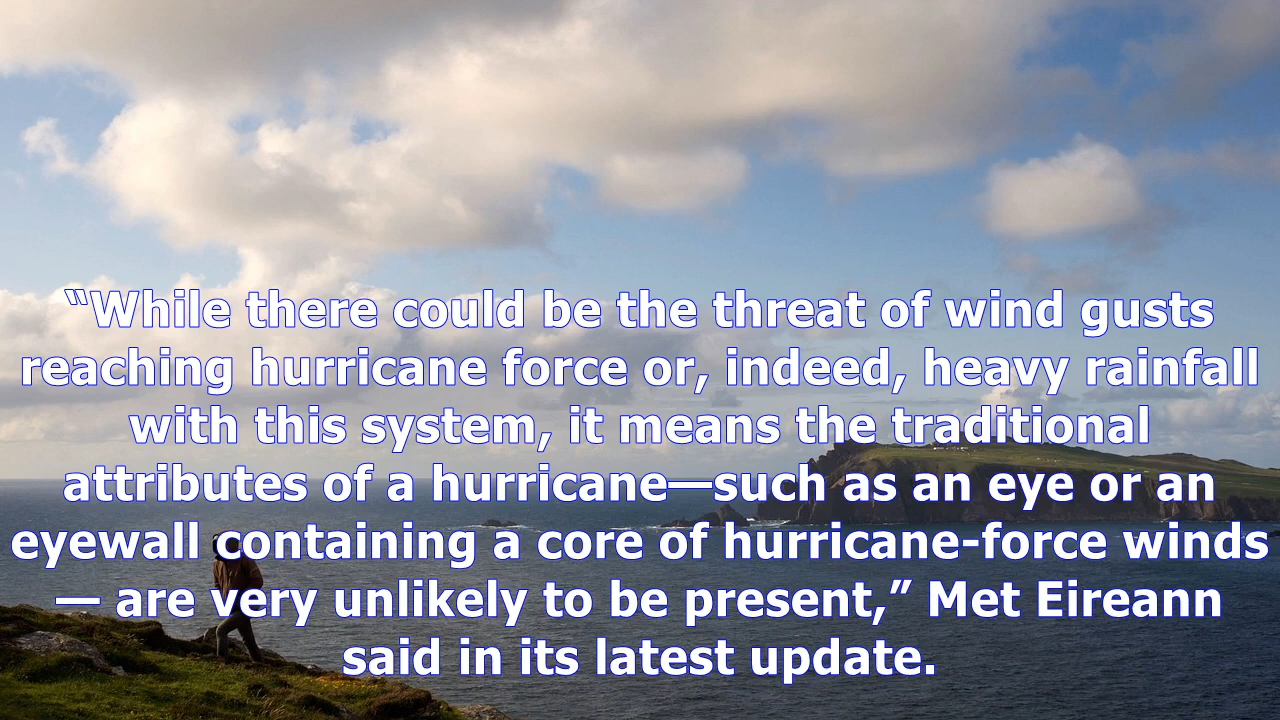 “While there could be the threat of wind gusts
reaching hurricane force or, indeed, heavy rainfall
with this system, it means the traditional
attributes of a hurricane—such as an eye or an
eyewall containing a core of hurricane-force winds
— are very unlikely to be present,” Met Eireann
said in its latest update.